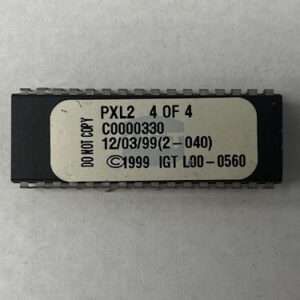 DO NOT COPY
PXL2 4 OF 4
C0000330
12/03/99(2-040)
©1999 IGT L00-0560